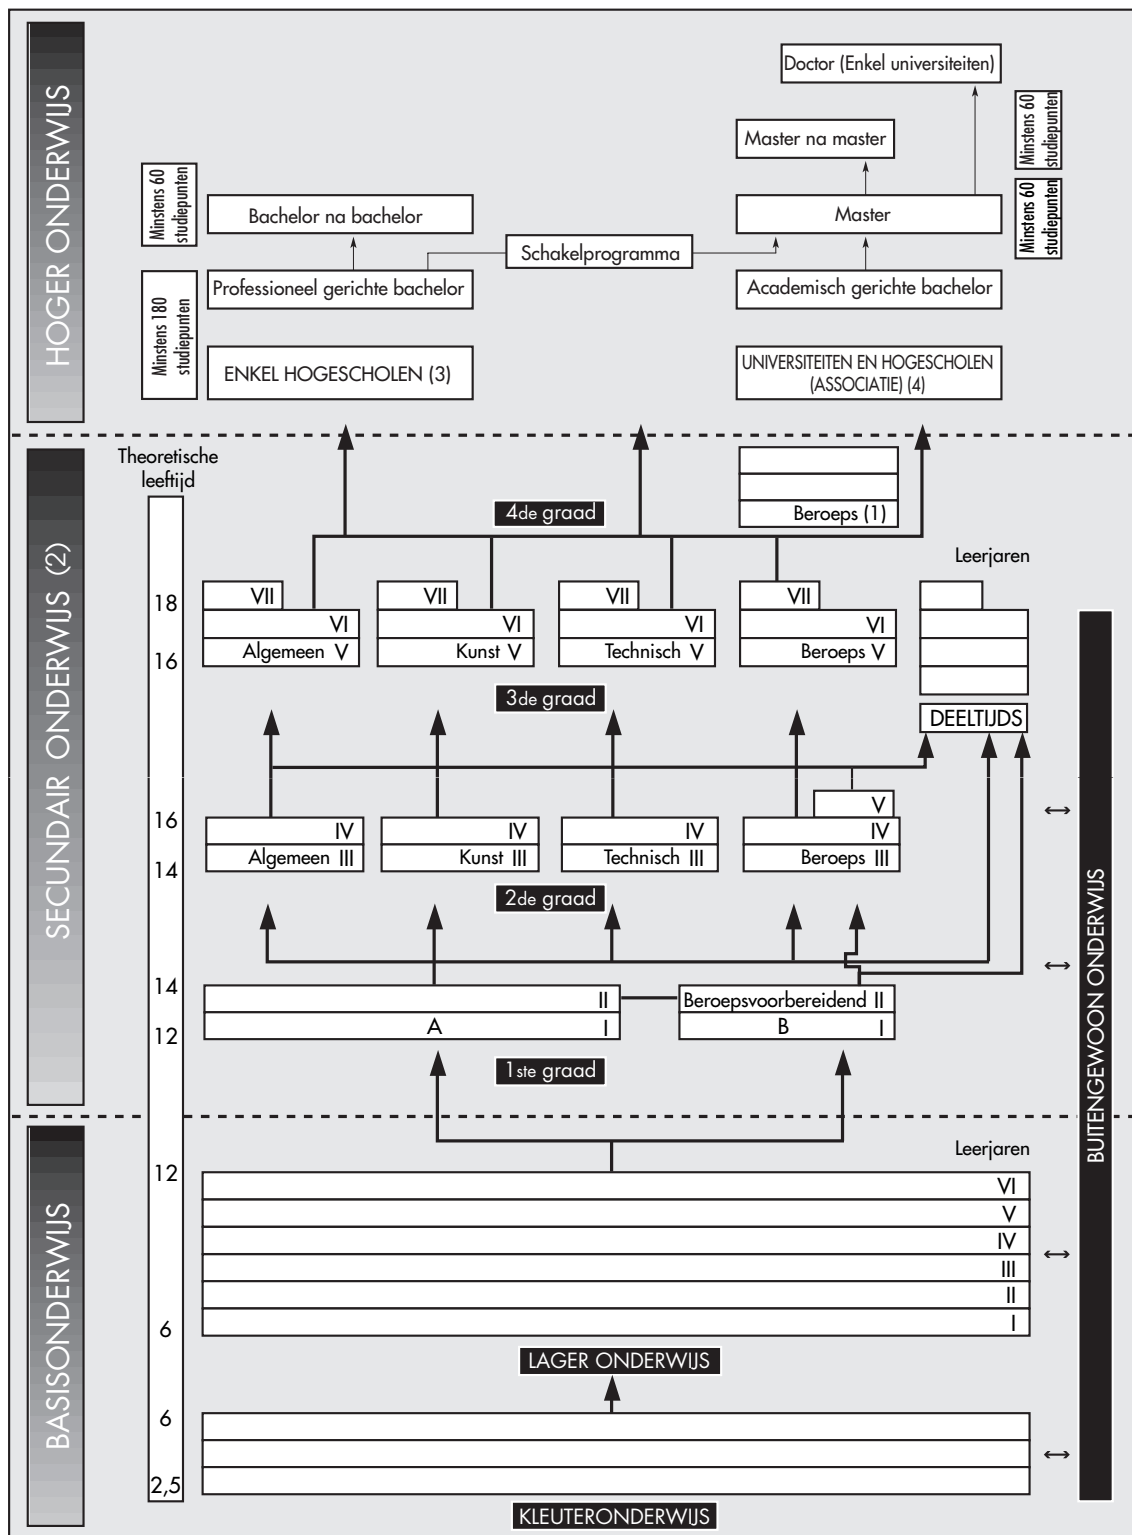 HOGER ONDERWIJS
Doctor (Enkel universiteiten)
Minstens 60
studiepunten
Master na master
Minstens 60
studiepunten
Bachelor na bachelor
Master
Minstens 60
studiepunten
Schakelprogramma
Minstens 180
studiepunten
Professioneel gerichte bachelor
Academisch gerichte bachelor
ENKEL HOGESCHOLEN (3)
UNIVERSITEITEN EN HOGESCHOLEN
(ASSOCIATIE) (4)
SECUNDAIR ONDERWIJS (2)
Theoretische
leeftijd
4de graad
Beroeps (1)
Leerjaren
18
VII
VII
VII
VII
VI
VI
VI
VI
16
Algemeen V
Kunst V
Technisch V
Beroeps V
3de graad
DEELTIJDS
V
16
IV
IV
IV
IV
14
Algemeen III
Kunst III
Technisch III
Beroeps III
2de graad
14
II
Beroepsvoorbereidend II
12
A I
B I
1ste graad
BUITENGEWOON ONDERWIJS
BASISONDERWIJS
Leerjaren
12
VI
V
IV
III
II
6
I
LAGER ONDERWIJS
6
2,5
KLEUTERONDERWIJS